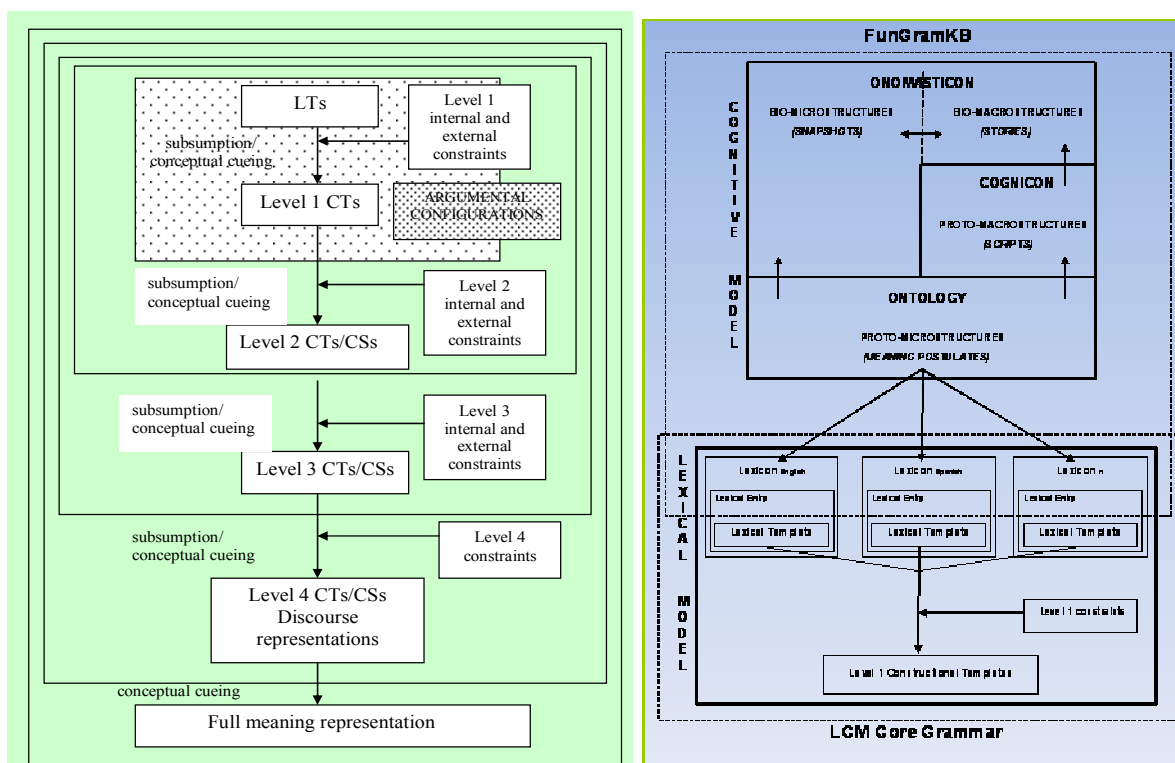 LTs
Level 1
internal and
external
constraints
subsumption/
conceptual cueing
Level 1 CTs
ARGUMENTAL
CONFIGURATIONS
subsumption/
conceptual cueing
Level 2
internal and
external
constraints
Level 2 CTs/CSs
subsumption/
conceptual cueing
Level 3
internal and
external
constraints
Level 3 CTs/CSs
subsumption/
conceptual cueing
Level 4
constraints
Level 4 CTs/CSs
Discourse
representations
conceptual cueing
Full meaning representation
FunGramKB
COGNITIVE MODEL
ONOMASTICON
BIO-MICROSTRUCTURES
(SNAPSHOTS)
BIO-MACROSTRUCTURES
(STORIES)
COGNICON
PROTO-MACROSTRUCTURES
(SCRIPTS)
ONTOLOGY
PROTO-MICROSTRUCTURES
(MEANING POSTULATES)
LEXICAL MODEL
Lexicon English
Lexical Entry
Lexical Template
Lexicon Spanish
Lexical Entry
Lexical Template
Lexicon n
Lexical Entry
Lexical Template
Level 1 constraints
Level 1 Constructional Templates
LCM Core Grammar